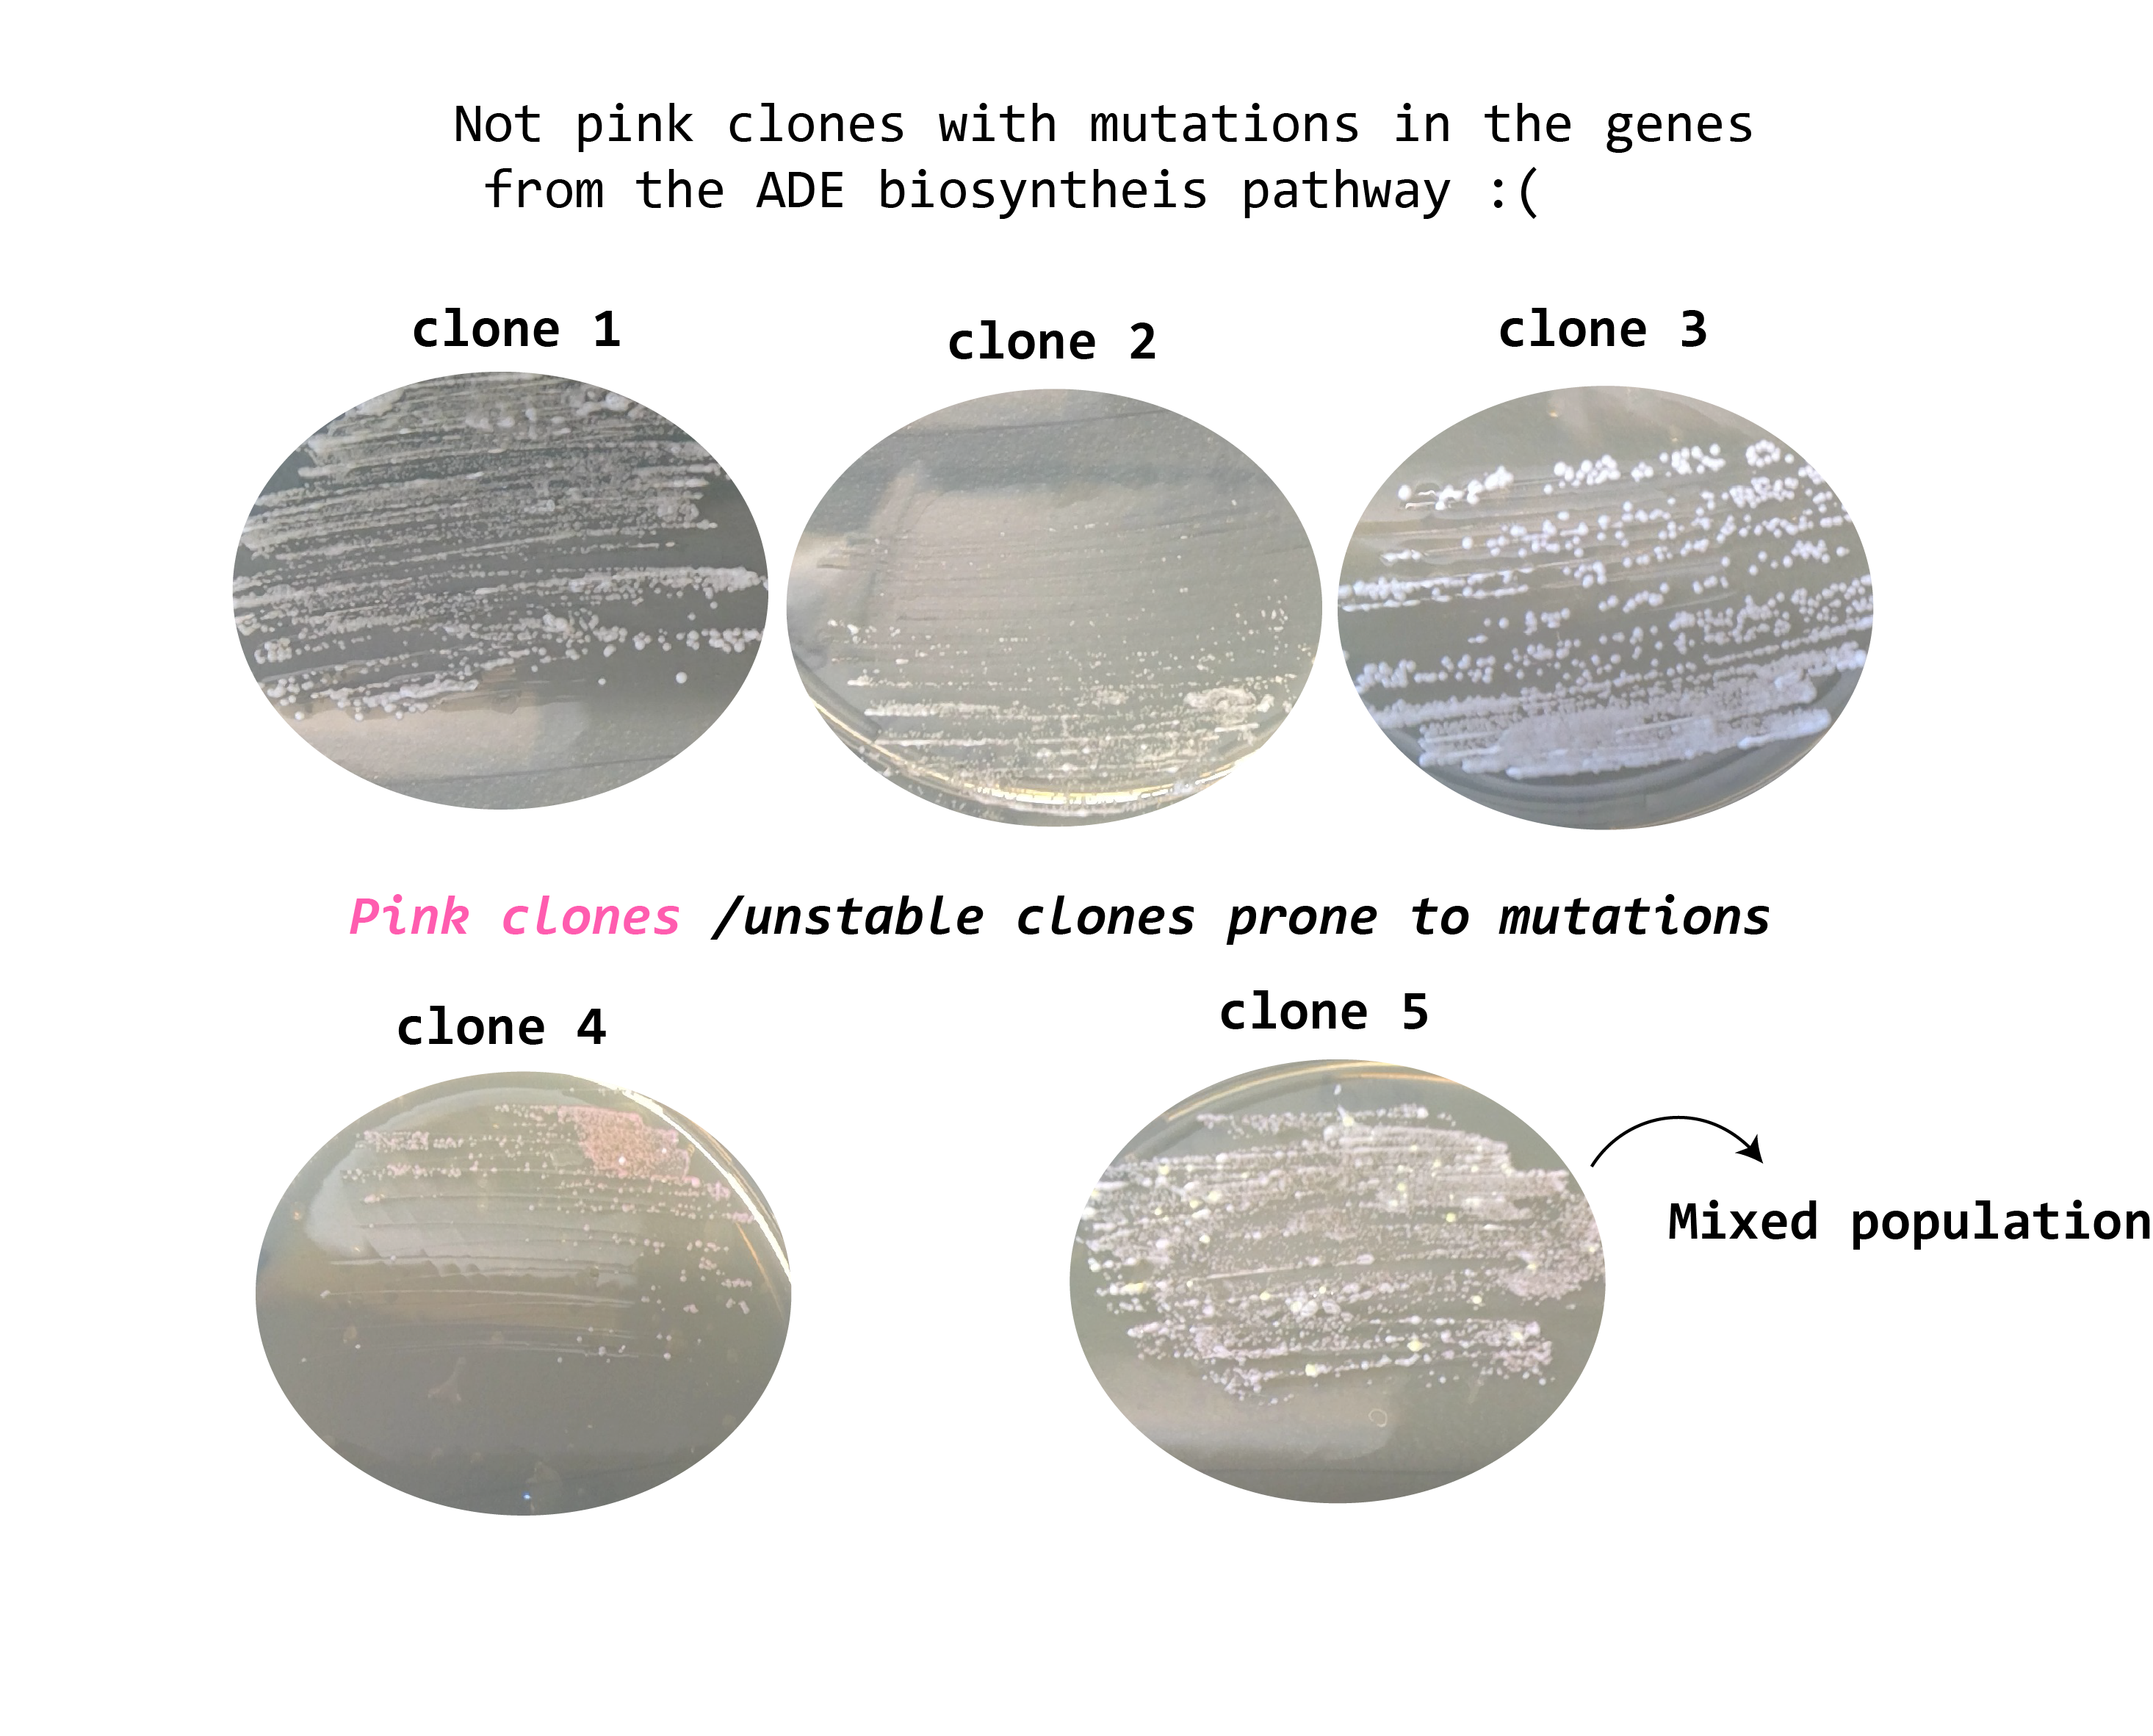 Not pink clones with mutations in the genes
from the ADE biosyntheis pathway :(
clone 1
clone 2
clone 3
Pink clones /unstable clones prone to mutations
clone 4
clone 5
Mixed population